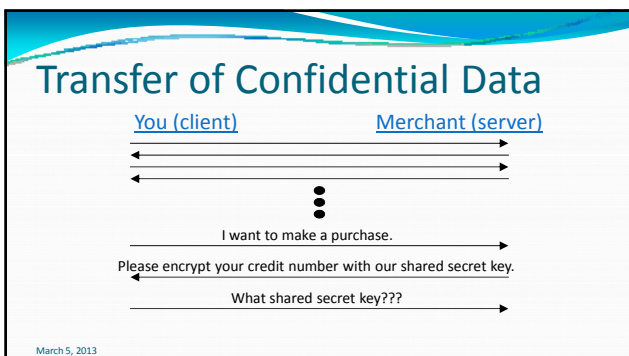 Transfer of Confidential Data
You (client) Merchant (server)
I want to make a purchase.
Please encrypt your credit number with our shared secret key.
What shared secret key???
March 5, 2013